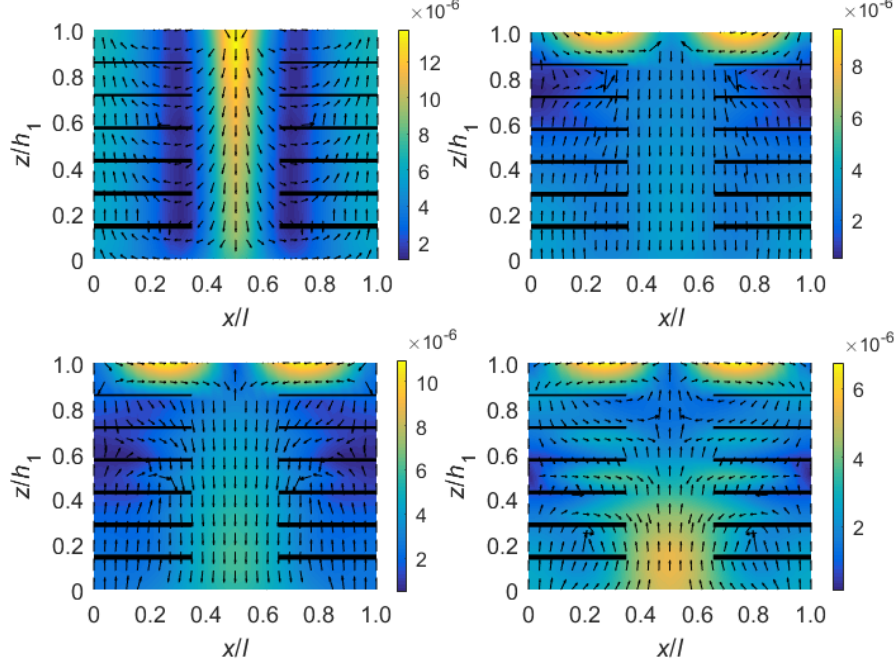 ×10⁻⁶ ×10⁻⁶
1.0 12 1.0 8
0.8 10 0.8
0.6 8 0.6 6
z/h₁ z/h₁
0.4 6 0.4 4
0.2 4 0.2
2 2
0 0
0 0.2 0.4 0.6 0.8 1.0 0 0.2 0.4 0.6 0.8 1.0
x/l x/l
×10⁻⁶ ×10⁻⁶
1.0 10 1.0 6
0.8 8 0.8
0.6 6 0.6 4
z/h₁ z/h₁
0.4 4 0.4
0.2 2 0.2 2
0 0
0 0.2 0.4 0.6 0.8 1.0 0 0.2 0.4 0.6 0.8 1.0
x/l x/l